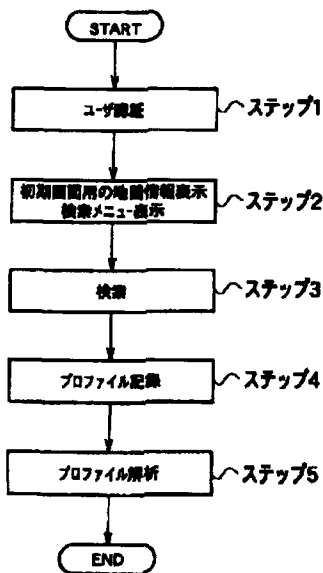 START
ユーザ認証
ステップ1
初期画面用の地図情報表示
検索メニュー表示
ステップ2
検索
ステップ3
プロファイル記録
ステップ4
プロファイル解析
ステップ5
END